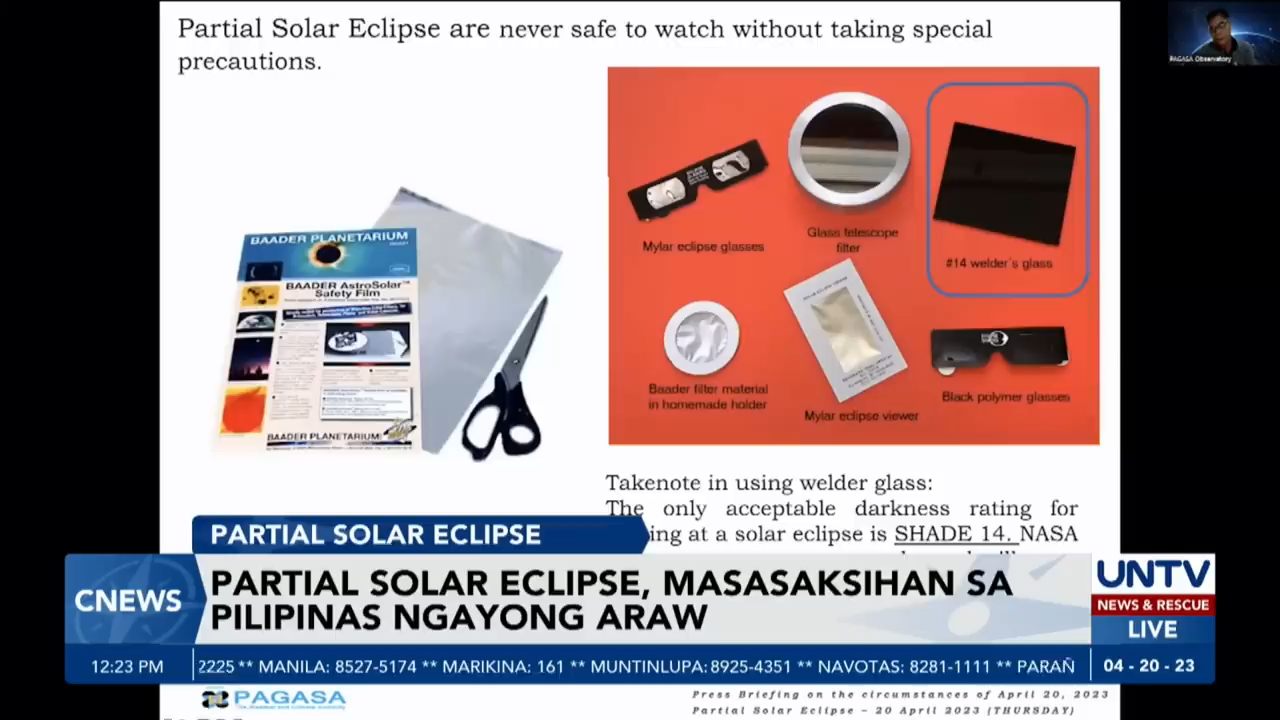 Partial Solar Eclipse are never safe to watch without taking special
precautions.
PAGASA Observatory
BAADER PLANETARIUM
BAADER AstroSolar™
Safety Film
BAADER PLANETARIUM
Mylar eclipse glasses
Glass telescope
filter
#14 welder's glass
Baader filter material
in homemade holder
Mylar eclipse viewer
Black polymer glasses
Takenote in using welder glass:
The only acceptable darkness rating for
ing at a solar eclipse is SHADE 14. NASA
PARTIAL SOLAR ECLIPSE
CNEWS
PARTIAL SOLAR ECLIPSE, MASASAKSIHAN SA
PILIPINAS NGAYONG ARAW
UNTV
NEWS & RESCUE
LIVE
12:23 PM
2225 ** MANILA: 8527-5174 ** MARIKINA: 161 ** MUNTINLUPA: 8925-4351 ** NAVOTAS: 8281-1111 ** PARAÑ
04 - 20 - 23
PAGASA
Press Briefing on the circumstances of April 20, 2023
Partial Solar Eclipse – 20 April 2023 (THURSDAY)